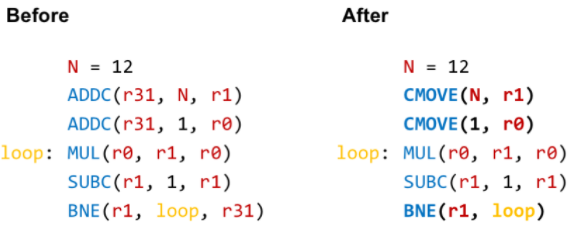 Before
N = 12
ADDC(r31, N, r1)
ADDC(r31, 1, r0)
loop: MUL(r0, r1, r0)
SUBC(r1, 1, r1)
BNE(r1, loop, r31)
After
N = 12
CMOVE(N, r1)
CMOVE(1, r0)
loop: MUL(r0, r1, r0)
SUBC(r1, 1, r1)
BNE(r1, loop)